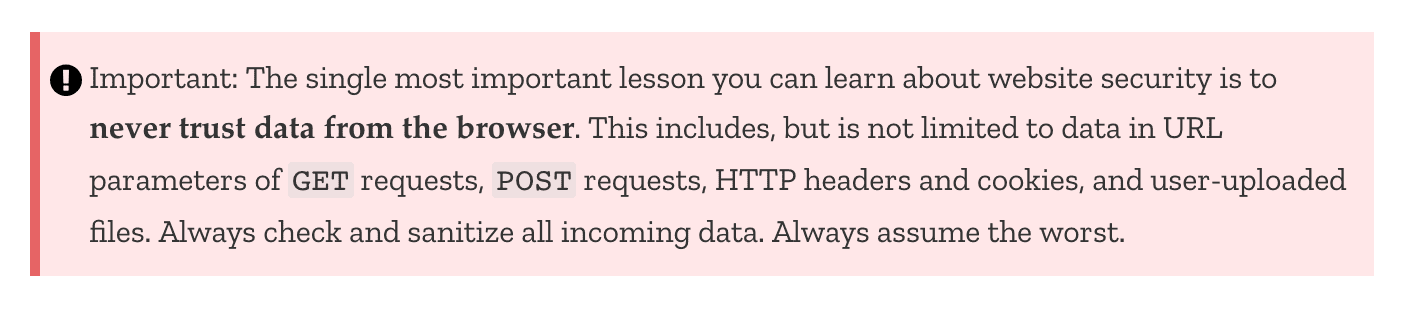 Important: The single most important lesson you can learn about website security is to
never trust data from the browser. This includes, but is not limited to data in URL
parameters of GET requests, POST requests, HTTP headers and cookies, and user-uploaded
files. Always check and sanitize all incoming data. Always assume the worst.